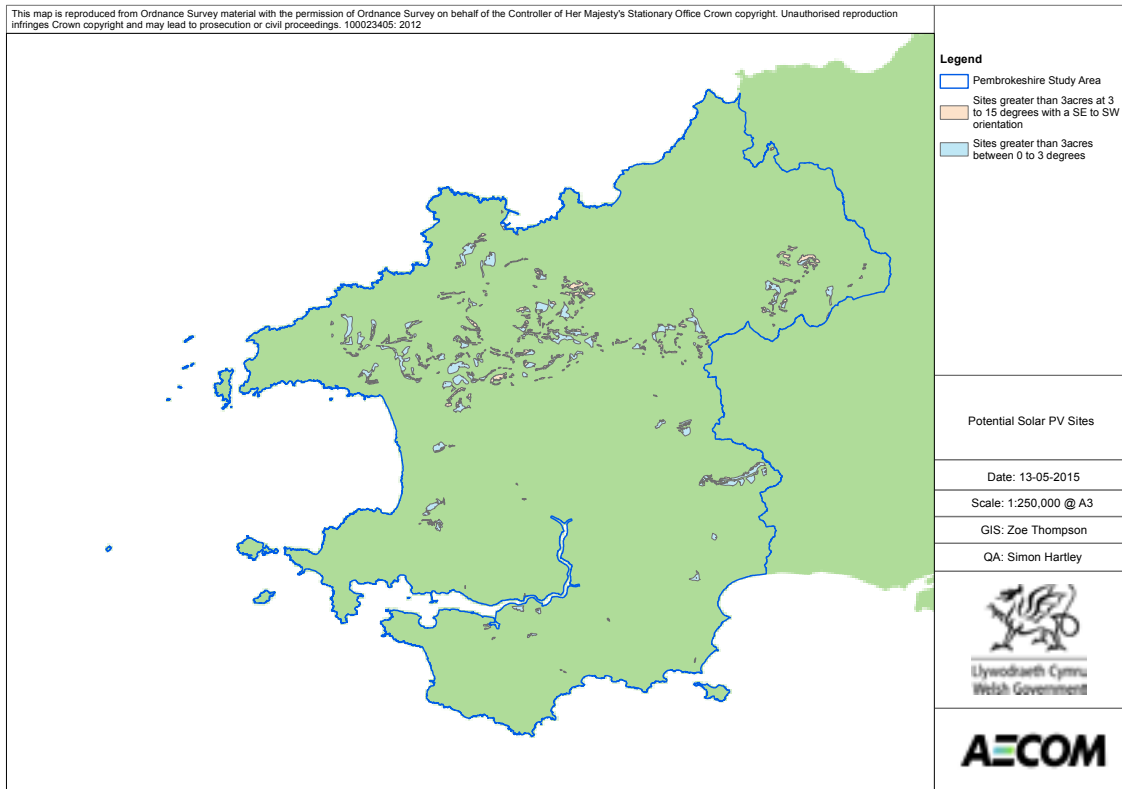 This map is reproduced from Ordnance Survey material with the permission of Ordnance Survey on behalf of the Controller of Her Majesty's Stationary Office Crown copyright. Unauthorised reproduction
infringes Crown copyright and may lead to prosecution or civil proceedings. 100023405: 2012
Legend
Pembrokeshire Study Area
Sites greater than 3acres at 3
to 15 degrees with a SE to SW
orientation
Sites greater than 3acres
between 0 to 3 degrees
Potential Solar PV Sites
Date: 13-05-2015
Scale: 1:250,000 @ A3
GIS: Zoe Thompson
QA: Simon Hartley
Llywodraeth Cymru
Welsh Government
AECOM